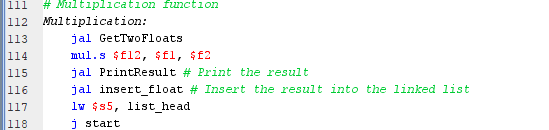 111 # Multiplication function
112 Multiplication:
113 jal GetTwoFloats
114 mul.s $f12, $f1, $f2
115 jal PrintResult # Print the result
116 jal insert_float # Insert the result into the linked list
117 lw $s5, list_head
118 j start